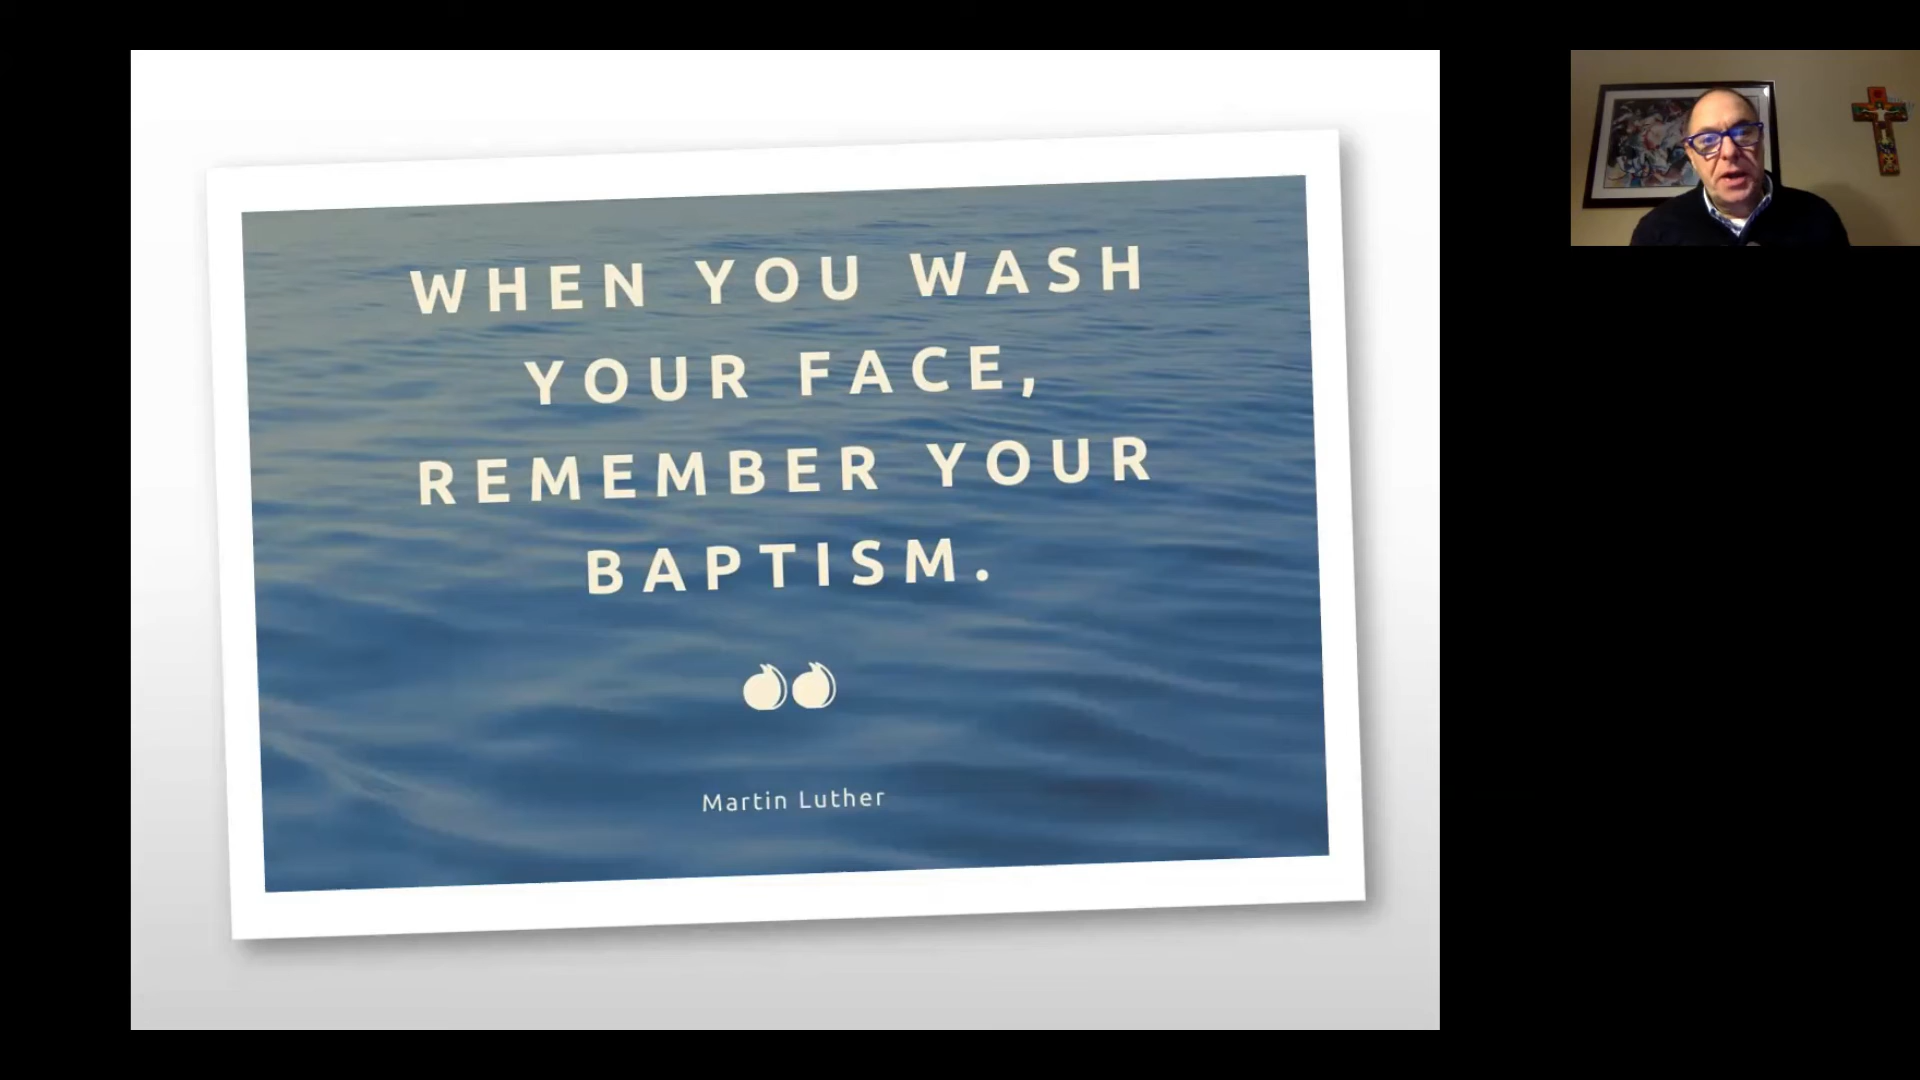 WHEN YOU WASH
YOUR FACE,
REMEMBER YOUR
BAPTISM.
Martin Luther